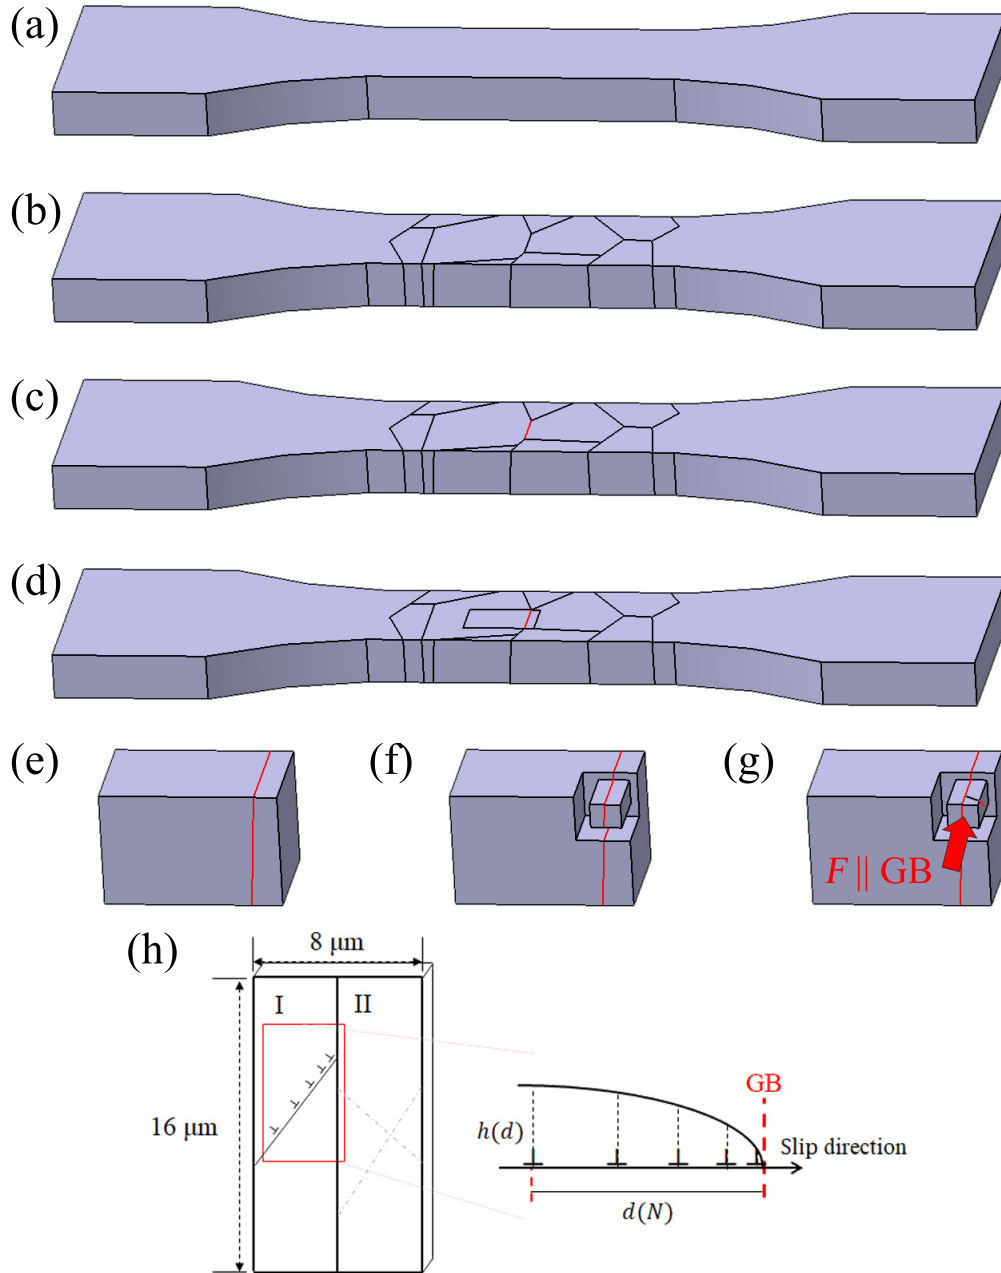 (a)
(b)
(c)
(d)
(e)
(f)
(g)
F || GB
(h)
8 μm
I
II
16 μm
GB
h(d)
Slip direction
d(N)